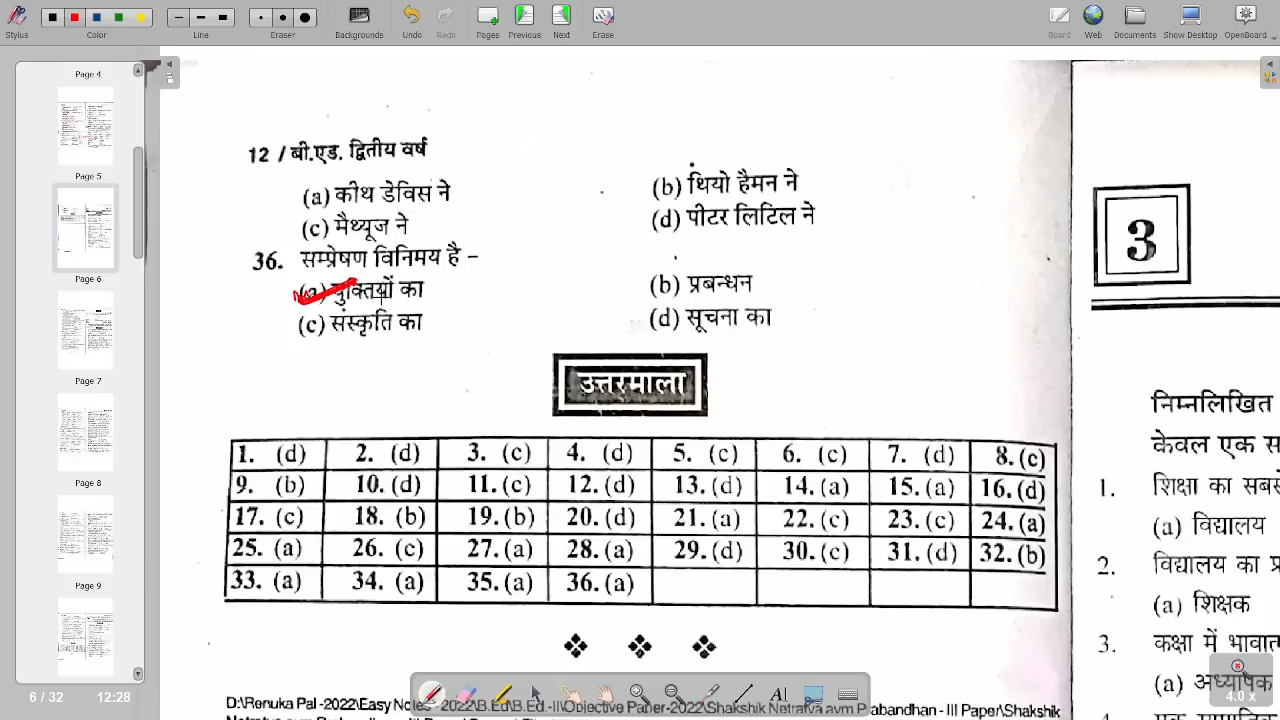 Stylus
Color
Line
Eraser
Backgrounds
Undo
Redo
Pages
Previous
Next
Erase
Board
Web
Documents
Show Desktop
OpenBoard
Page 4
Page 5
Page 6
Page 7
Page 8
Page 9
6 / 32
12:28
12 / बी.एड. द्वितीय वर्ष
(a) कीथ डेविस ने
(b) थियो हैमन ने
(c) मैथ्यूज ने
(d) पीटर लिटिल ने
36. सम्प्रेषण विनिमय है –
(a) युक्तियों का
(b) प्रबन्धन
(c) संस्कृति का
(d) सूचना का
उत्तरमाला
1. (d) 2. (d) 3. (c) 4. (d) 5. (c) 6. (c) 7. (d) 8. (c)
9. (b) 10. (d) 11. (c) 12. (d) 13. (d) 14. (a) 15. (a) 16. (d)
17. (c) 18. (b) 19. (b) 20. (d) 21. (a) 22. (c) 23. (c) 24. (a)
25. (a) 26. (c) 27. (a) 28. (a) 29. (d) 30. (c) 31. (d) 32. (b)
33. (a) 34. (a) 35. (a) 36. (a)
D:\Renuka Pal -2022\Easy Notes -2022\B.Ed\B.Ed.-II\Objective Paper-2022\Shakshik Netratva avm Prabandhan - III Paper\Shakshik
3
निम्नलिखित
केवल एक
1. शिक्षा का
(a) विद्यालय
2. विद्यालय का
(a) शिक्षक
3. कक्षा में
(a) अध्यापक
4.0 x